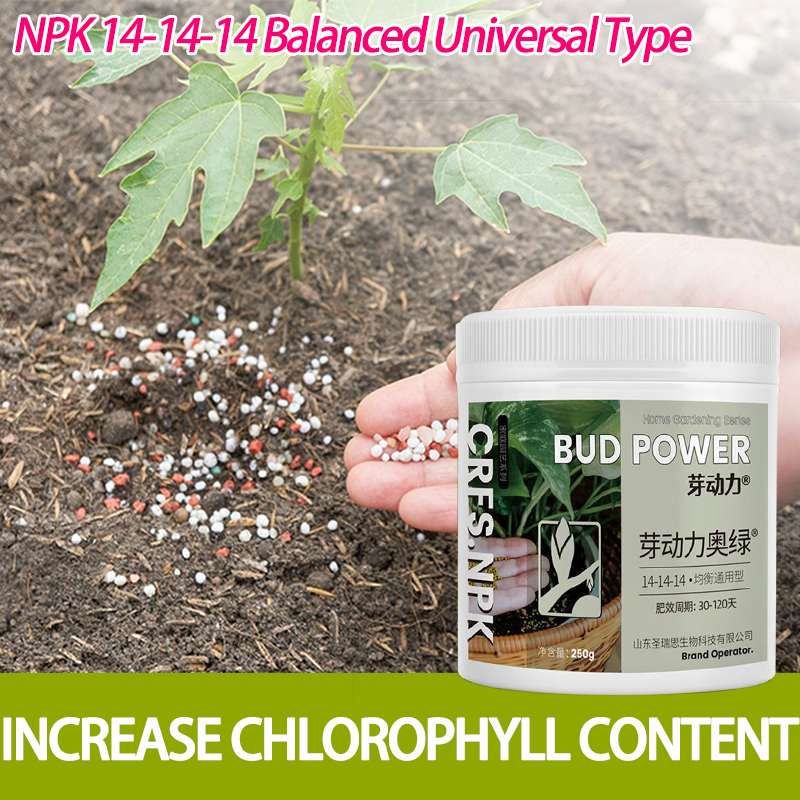 NPK 14-14-14 Balanced Universal Type
Home Gardening Series
BUD POWER
芽动力®
芽动力奥绿®
14-14-14 • 均衡通用型
肥效周期: 30-120天
山东圣瑞思生物科技有限公司
Brand Operator.
CRFS.NPK
净含量: 250g
INCREASE CHLOROPHYLL CONTENT